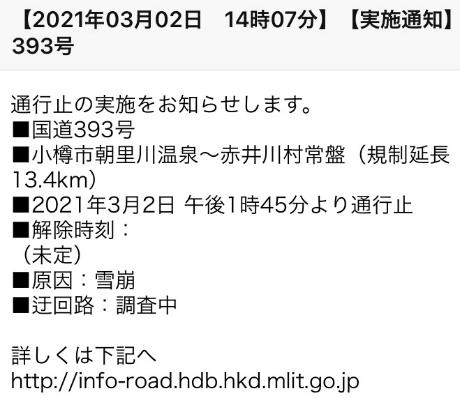 【2021年03月02日　14時07分】【実施通知】
393号
通行止の実施をお知らせします。
■国道393号
■小樽市朝里川温泉～赤井川村常盤（規制延長
13.4km）
■2021年3月2日 午後1時45分より通行止
■解除時刻：
（未定）
■原因：雪崩
■迂回路：調査中
詳しくは下記へ
http://info-road.hdb.hkd.mlit.go.jp